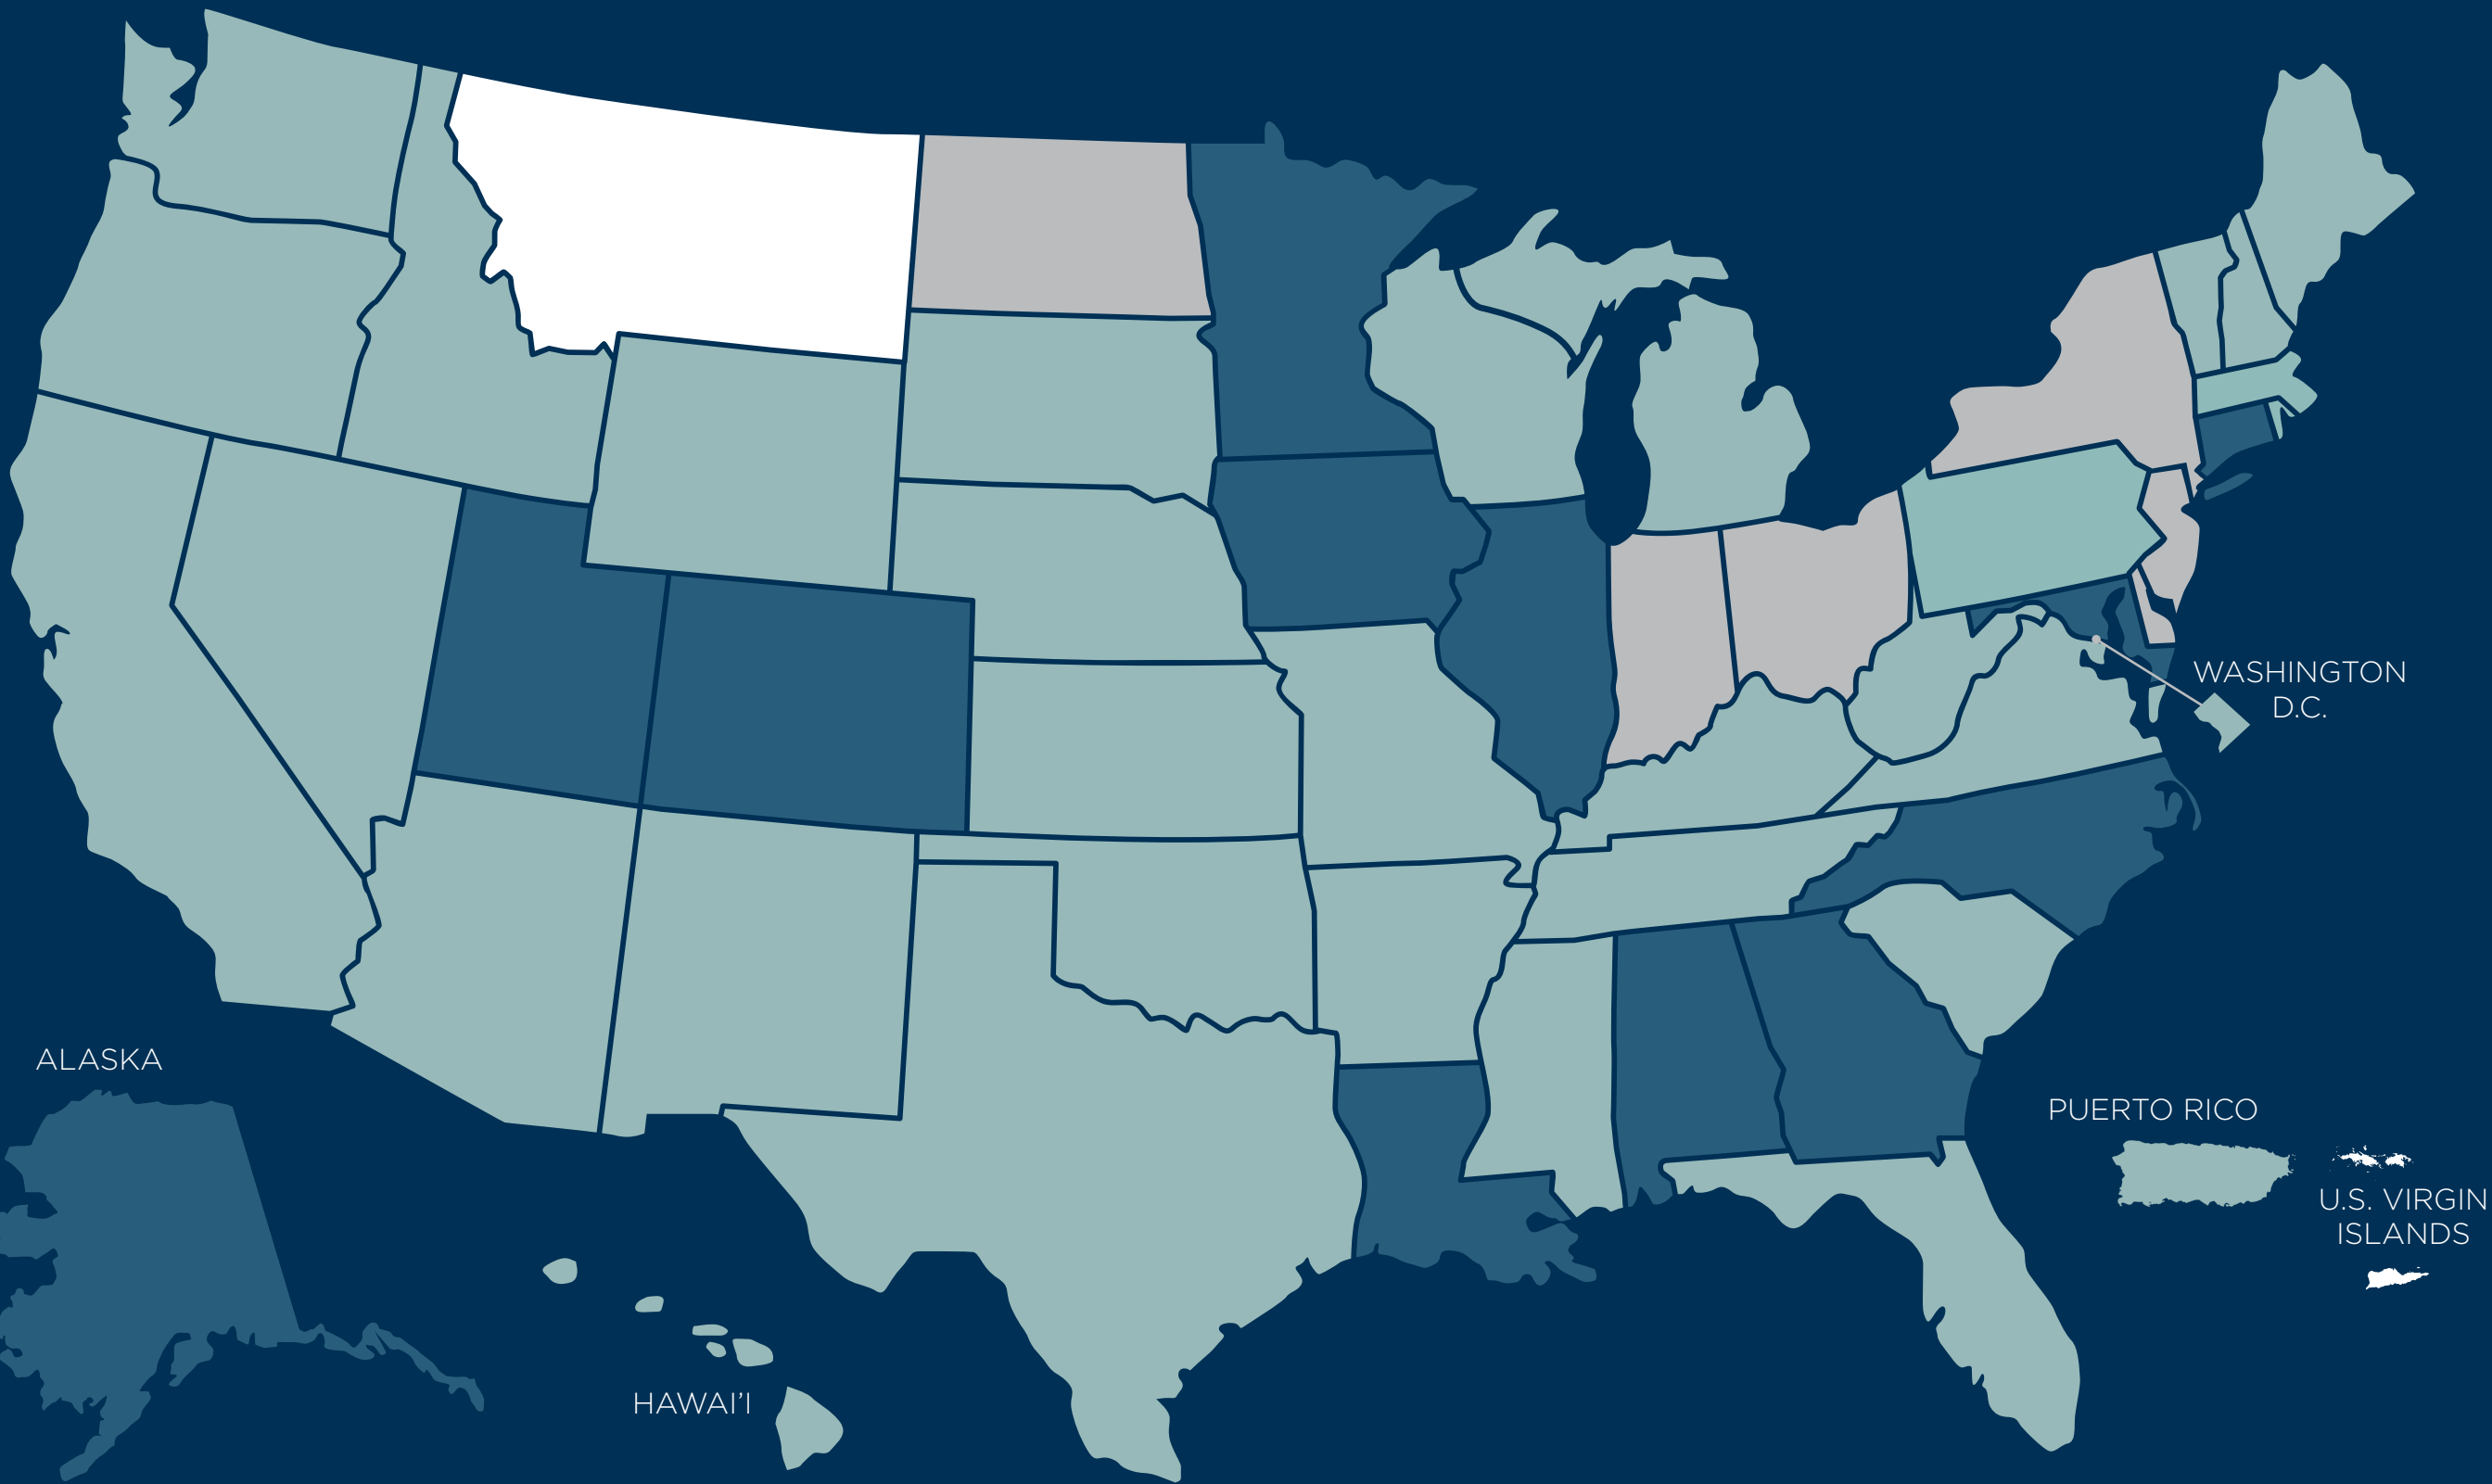 WASHINGTON
D.C.
ALASKA
PUERTO RICO
U.S. VIRGIN
ISLANDS
HAWAI'I